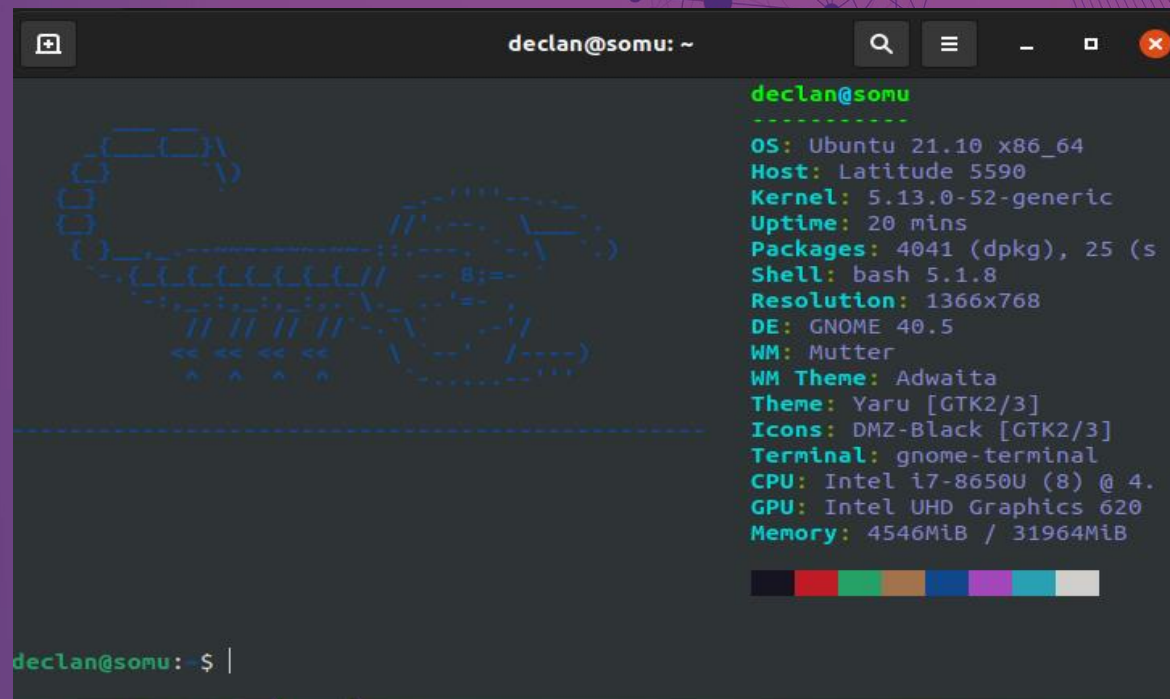 declan@somu: ~
declan@somu
-----------
OS: Ubuntu 21.10 x86_64
Host: Latitude 5590
Kernel: 5.13.0-52-generic
Uptime: 20 mins
Packages: 4041 (dpkg), 25 (s
Shell: bash 5.1.8
Resolution: 1366x768
DE: GNOME 40.5
WM: Mutter
WM Theme: Adwaita
Theme: Yaru [GTK2/3]
Icons: DMZ-Black [GTK2/3]
Terminal: gnome-terminal
CPU: Intel i7-8650U (8) @ 4.
GPU: Intel UHD Graphics 620
Memory: 4546MiB / 31964MiB
declan@somu:~$